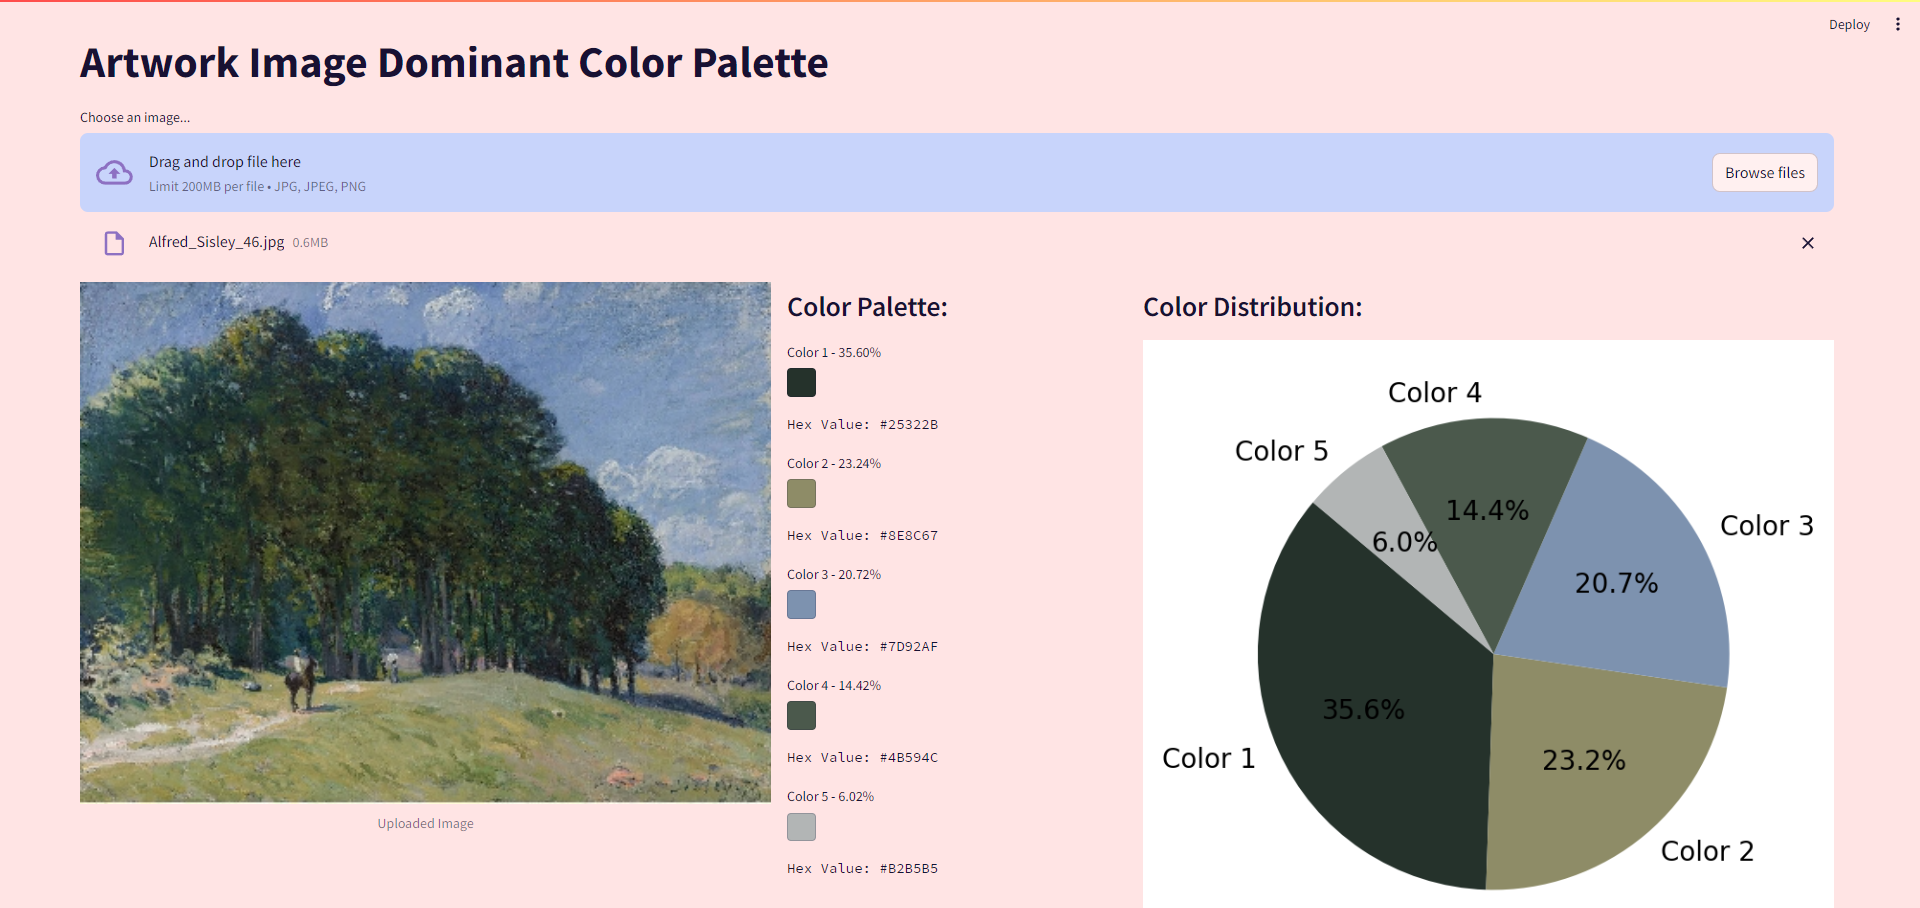 Deploy
Artwork Image Dominant Color Palette
Choose an image...
Drag and drop file here
Limit 200MB per file • JPG, JPEG, PNG
Browse files
Alfred_Sisley_46.jpg 0.6MB
Uploaded Image
Color Palette:
Color 1 - 35.60%
Hex Value: #25322B
Color 2 - 23.24%
Hex Value: #8E8C67
Color 3 - 20.72%
Hex Value: #7D92AF
Color 4 - 14.42%
Hex Value: #4B594C
Color 5 - 6.02%
Hex Value: #B2B5B5
Color Distribution:
Color 4
Color 5
14.4%
Color 3
6.0%
20.7%
35.6%
Color 1
23.2%
Color 2